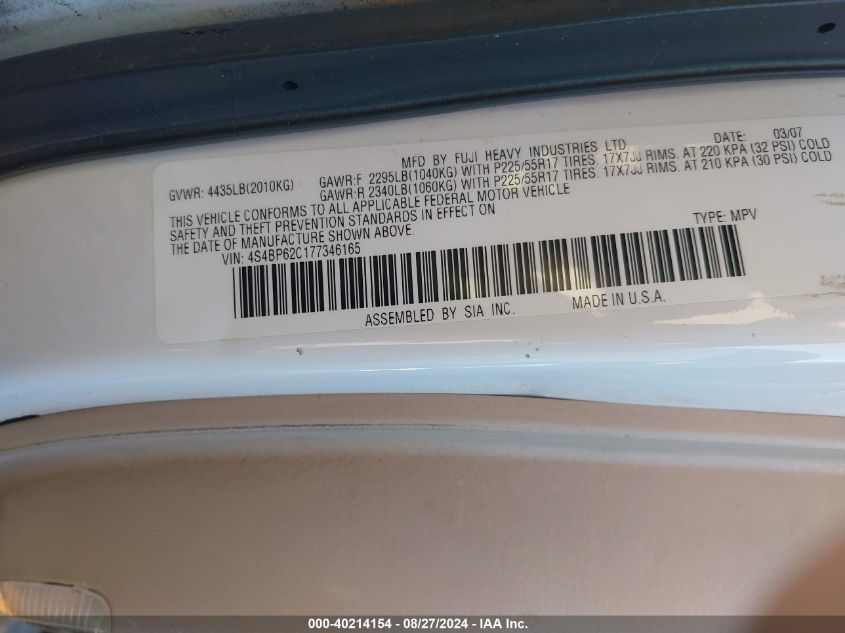 MFD BY FUJI HEAVY INDUSTRIES LTD. DATE: 03/07
GVWR: 4435LB(2010KG) GAWR:F 2295LB(1040KG) WITH P225/55R17 TIRES. 17X7JJ RIMS. AT 220 KPA (32 PSI) COLD
GAWR:R 2340LB(1060KG) WITH P225/55R17 TIRES. 17X7JJ RIMS. AT 210 KPA (30 PSI) COLD
THIS VEHICLE CONFORMS TO ALL APPLICABLE FEDERAL MOTOR VEHICLE
SAFETY AND THEFT PREVENTION STANDARDS IN EFFECT ON
THE DATE OF MANUFACTURE SHOWN ABOVE.
VIN: 4S4BP62C177346165 TYPE: MPV
ASSEMBLED BY SIA INC. MADE IN U.S.A.
000-40214154 - 08/27/2024 - IAA Inc.